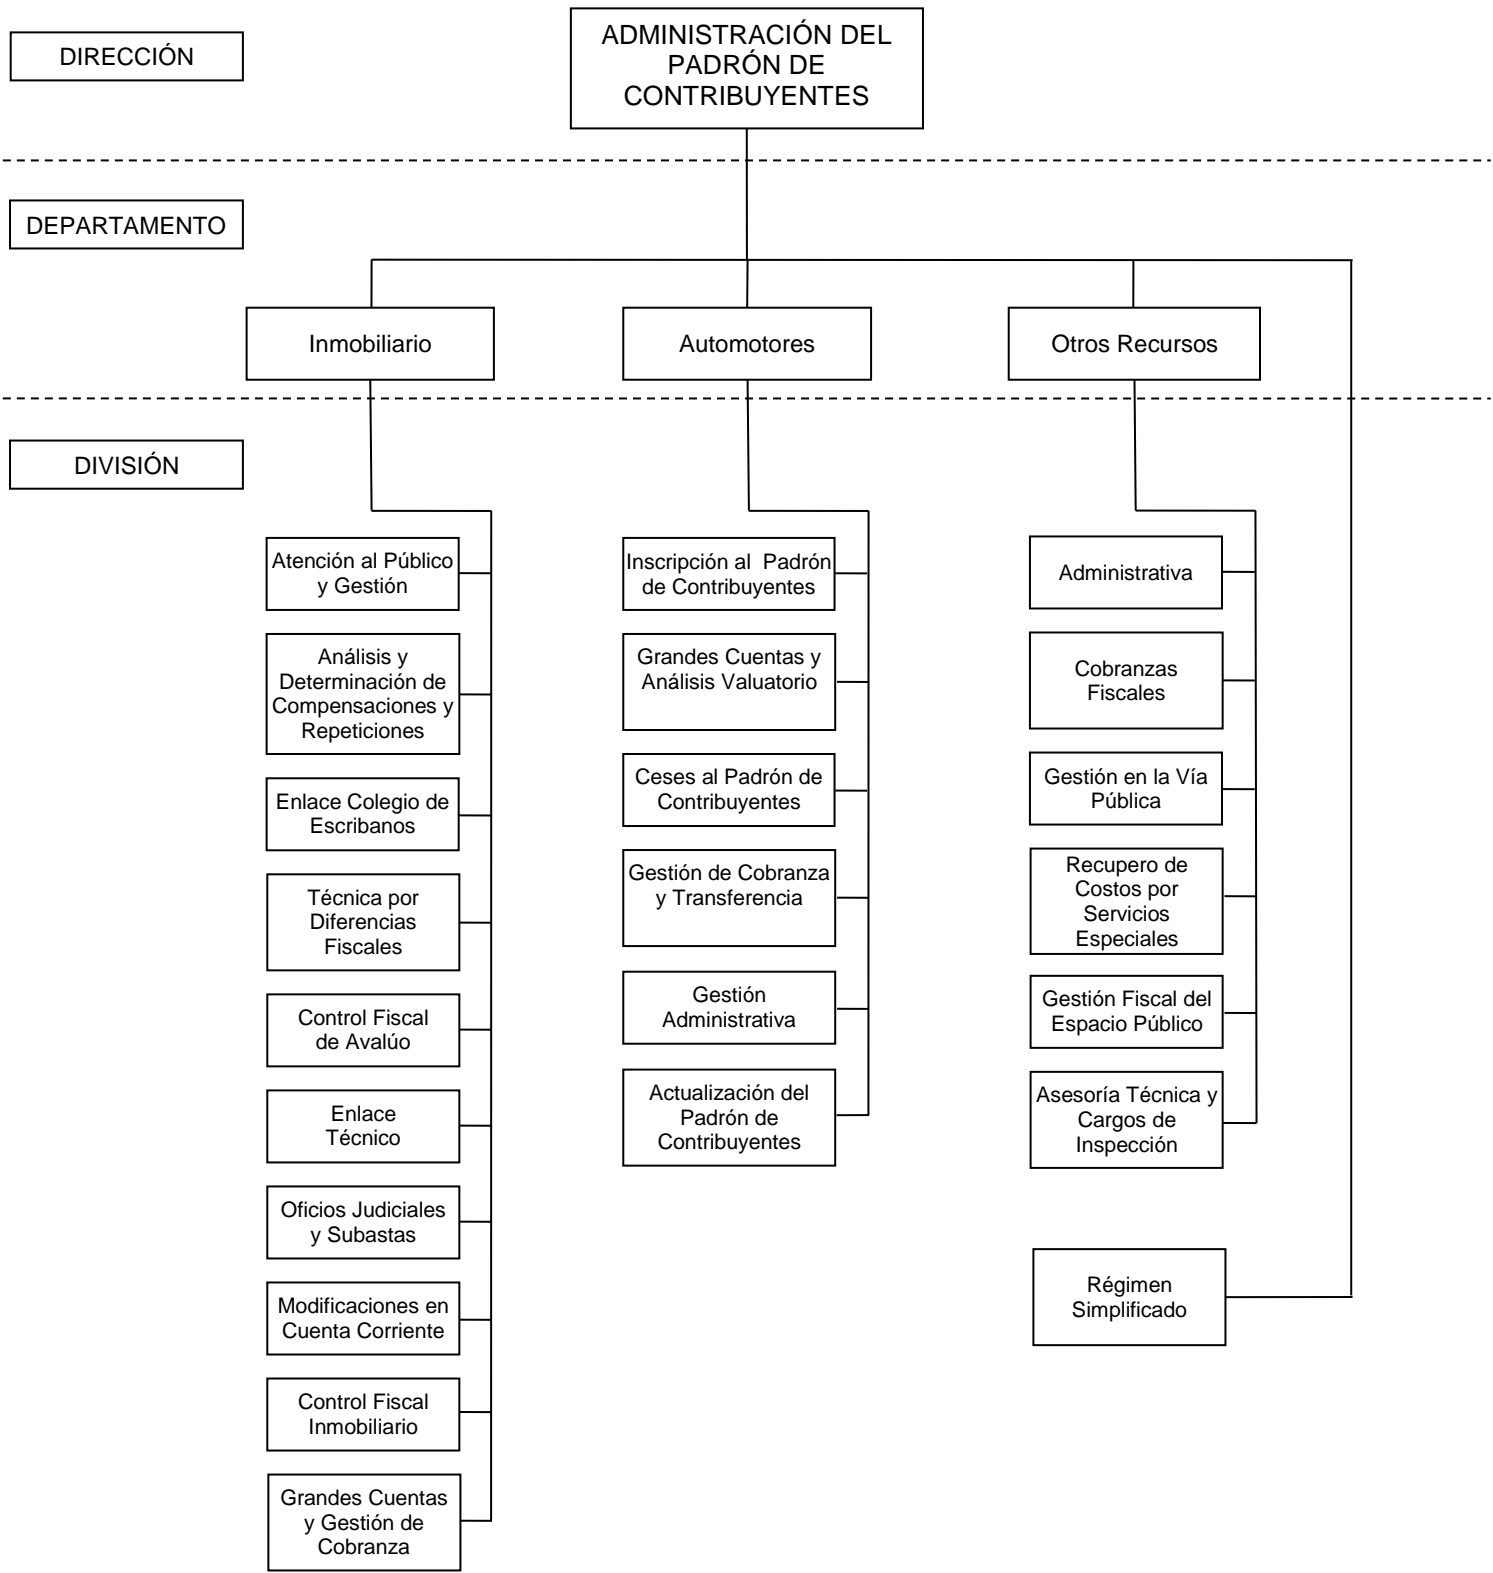 DIRECCIÓN
ADMINISTRACIÓN DEL
PADRÓN DE
CONTRIBUYENTES
DEPARTAMENTO
Inmobiliario
Automotores
Otros Recursos
DIVISIÓN
Atención al Público
y Gestión
Análisis y
Determinación de
Compensaciones y
Repeticiones
Enlace Colegio de
Escribanos
Técnica por
Diferencias
Fiscales
Control Fiscal
de Avalúo
Enlace
Técnico
Oficios Judiciales
y Subastas
Modificaciones en
Cuenta Corriente
Control Fiscal
Inmobiliario
Grandes Cuentas
y Gestión de
Cobranza
Inscripción al Padrón
de Contribuyentes
Grandes Cuentas y
Análisis Valuatorio
Ceses al Padrón de
Contribuyentes
Gestión de Cobranza
y Transferencia
Gestión
Administrativa
Actualización del
Padrón de
Contribuyentes
Administrativa
Cobranzas
Fiscales
Gestión en la Vía
Pública
Recupero de
Costos por
Servicios
Especiales
Gestión Fiscal del
Espacio Público
Asesoría Técnica y
Cargos de
Inspección
Régimen
Simplificado